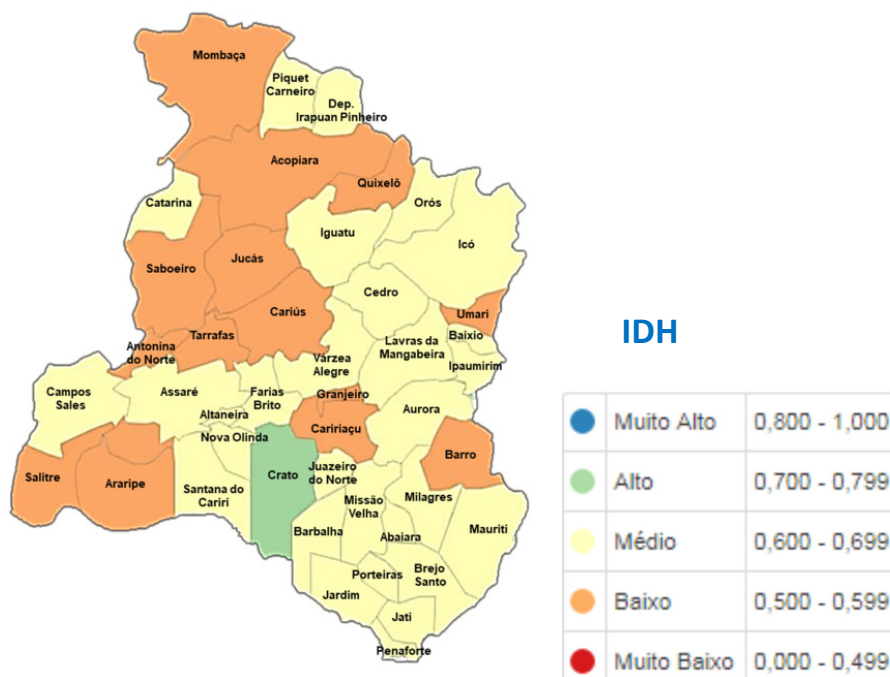 Mombaça
Piquet
Carneiro
Dep.
Irapuan Pinheiro
Acopiara
Quixelô
Catarina
Orós
Iguatu
Icó
Jucás
Saboeiro
Cedro
Cariús
Umari
Tarrafas
Antonina
do Norte
Lavras da
Mangabeira
Baixio
Várzea
Alegre
Ipaumirim
Campos
Sales
Assaré
Farias
Brito
Granjeiro
Altaneira
Aurora
Caririaçu
Nova Olinda
Barro
Salitre
Araripe
Crato
Juazeiro
do Norte
Santana do
Cariri
Missão
Velha
Milagres
Barbalha
Abaiara
Mauriti
Porteiras
Brejo
Santo
Jardim
Jati
Penaforte
IDH
Muito Alto 0,800 - 1,000
Alto 0,700 - 0,799
Médio 0,600 - 0,699
Baixo 0,500 - 0,599
Muito Baixo 0,000 - 0,499